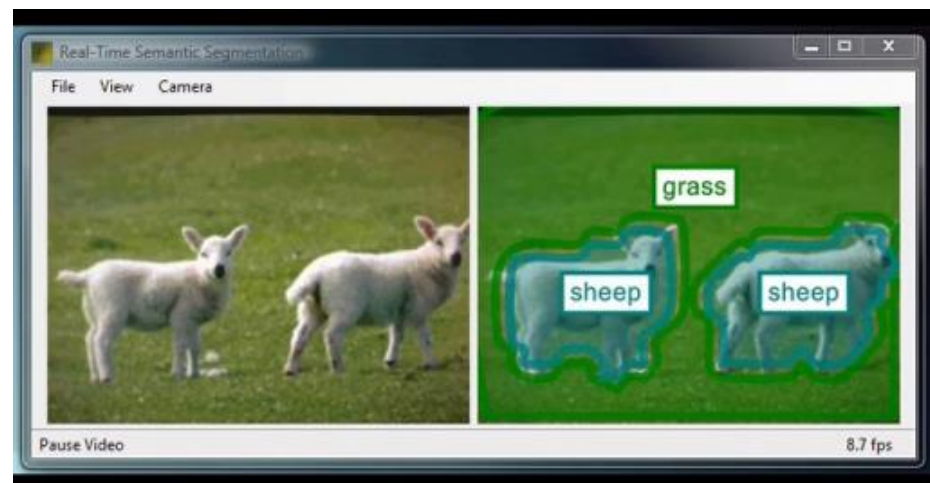 Real-Time Semantic Segmentation
File View Camera
grass
sheep sheep
Pause Video 8.7 fps